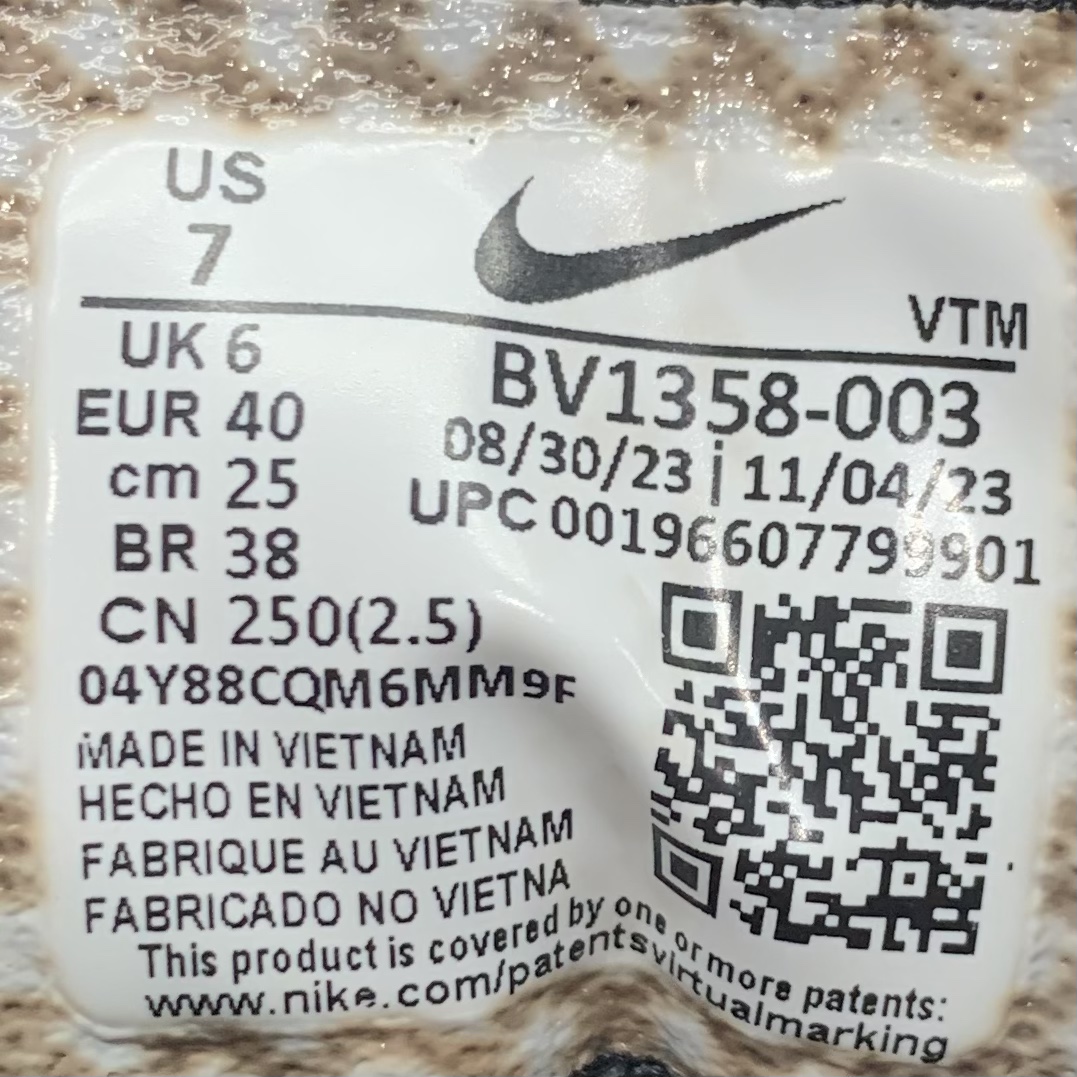 US
7
VTM
UK 6
EUR 40
cm 25
BR 38
CN 250(2.5)
BV1358-003
08/30/23 | 11/04/23
UPC 00196607799901
04Y88CQM6MM9F
MADE IN VIETNAM
HECHO EN VIETNAM
FABRIQUE AU VIETNAM
FABRICADO NO VIETNA
This product is covered by one or more patents:
www.nike.com/patentsvirtualmarking